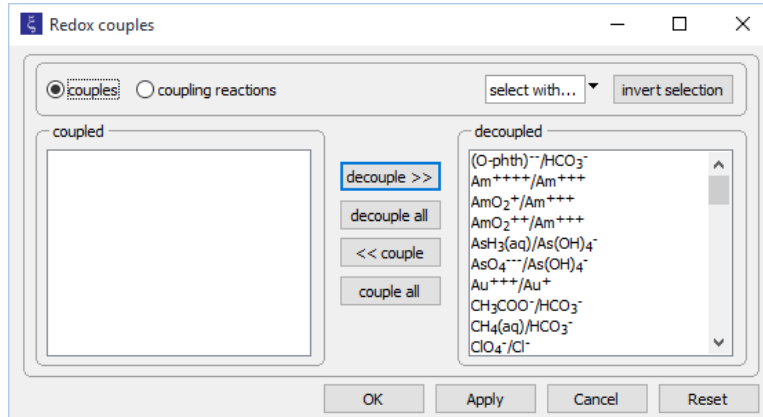 ξ Redox couples
couples coupling reactions select with... invert selection
coupled
decouple >>
decouple all
<< couple
couple all
decoupled
(O-phth)⁻⁻/HCO₃⁻
Am⁺⁺⁺⁺/Am⁺⁺⁺
AmO₂⁺/Am⁺⁺⁺
AmO₂⁺⁺/Am⁺⁺⁺
AsH₃(aq)/As(OH)₄⁻
AsO₄⁻⁻⁻/As(OH)₄⁻
Au⁺⁺⁺/Au⁺
CH₃COO⁻/HCO₃⁻
CH₄(aq)/HCO₃⁻
ClO₄⁻/Cl⁻
OK Apply Cancel Reset